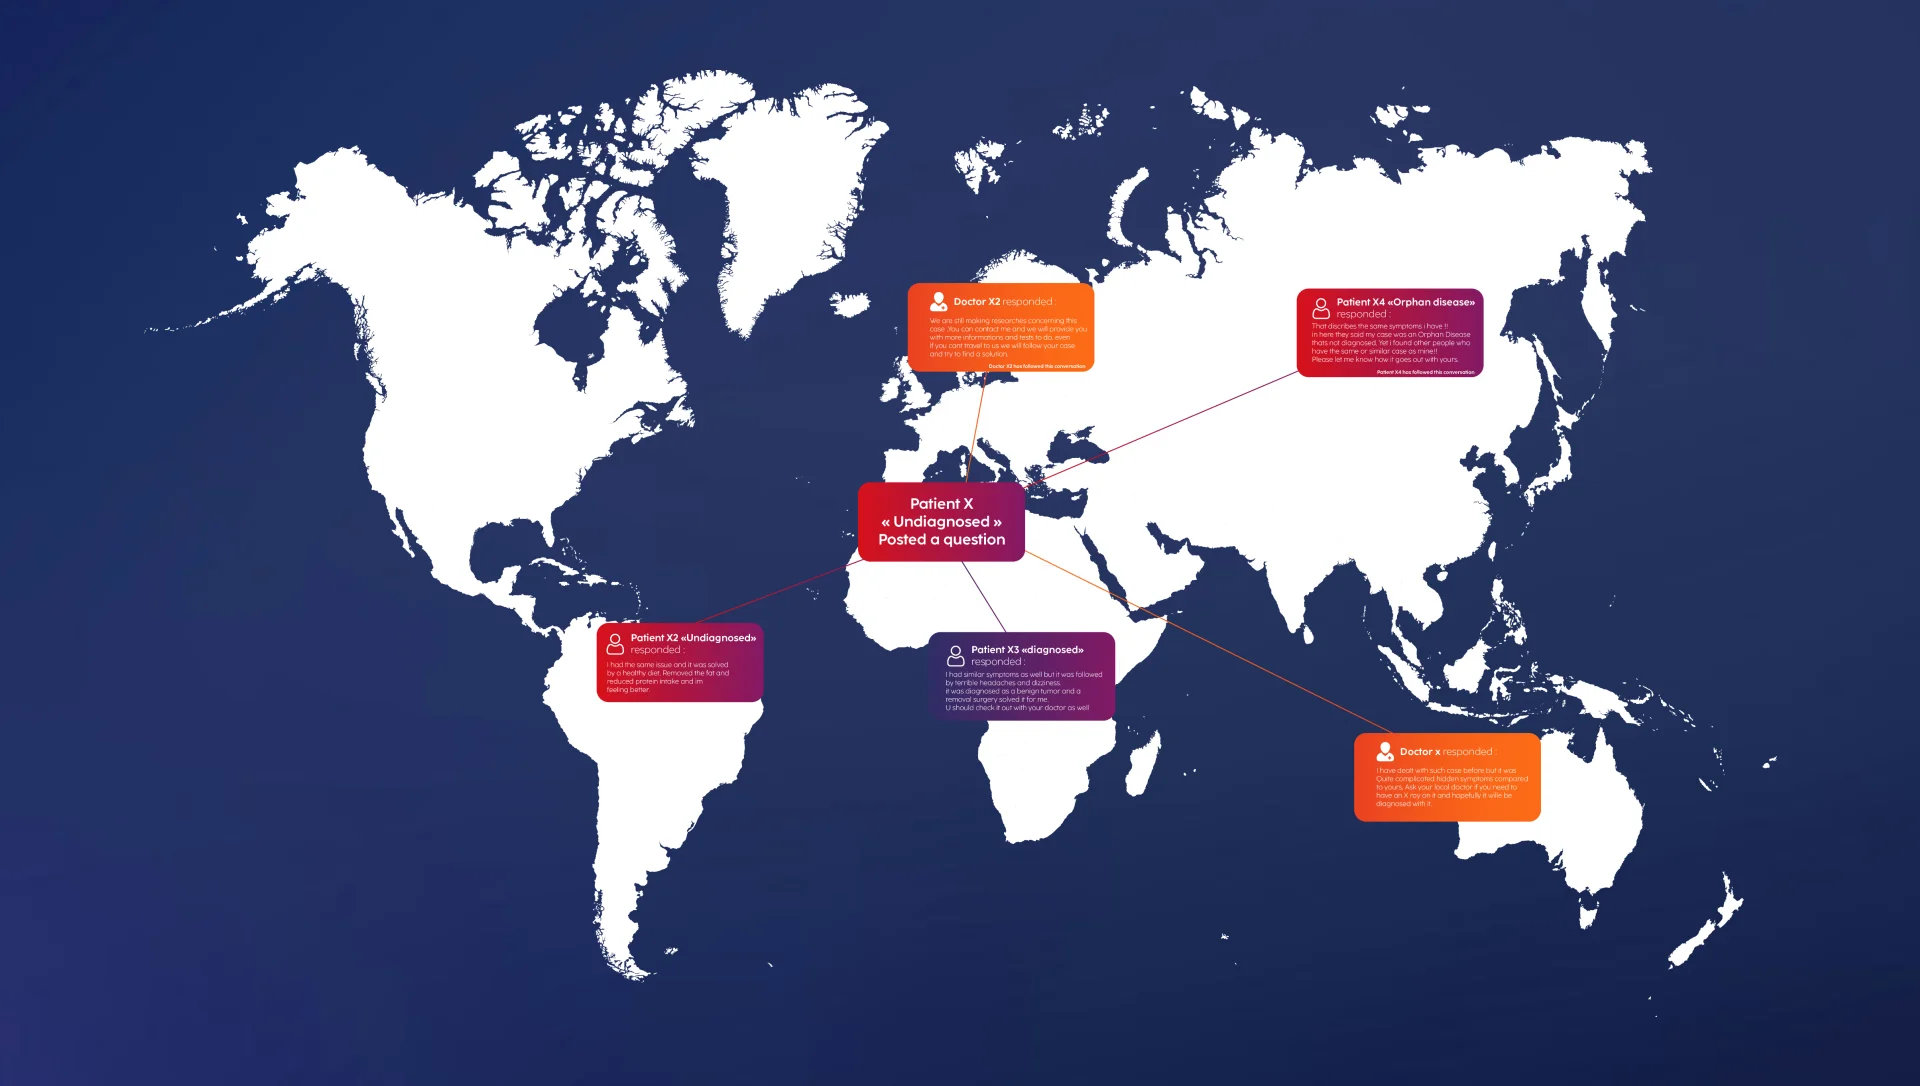 Doctor X2 responded :
We are still making researches concerning this
case .You can contact me and we will provide you
with more informations and tests to do, even
If you cant travel to us we will follow your case
and try to find a solution.
Doctor X2 has followed this conversation
Patient X4 «Orphan disease»
responded :
That discribes the same symptoms i have !!
in here they said my case was an Orphan Disease
thats not diagnosed. Yet i found other people who
have the same or similar case as mine!!
Please let me know how it goes out with yours.
Patient X4 has followed this conversation
Patient X
« Undiagnosed »
Posted a question
Patient X2 «Undiagnosed»
responded :
I had the same issue and it was solved
by a healthy diet. Removed the fat and
reduced protein intake and im
feeling better.
Patient X3 «diagnosed»
responded :
I had similar symptoms as well but it was followed
by terrible headaches and dizziness.
it was diagnosed as a benign tumor and a
removal surgery solved it for me.
U should check it out with your doctor as well
Doctor x responded :
I have dealt with such case before but it was
Quite complicated hidden symptoms compared
to yours. Ask your local doctor if you need to
have an X ray on it and hopefully it wille be
diagnosed with it.